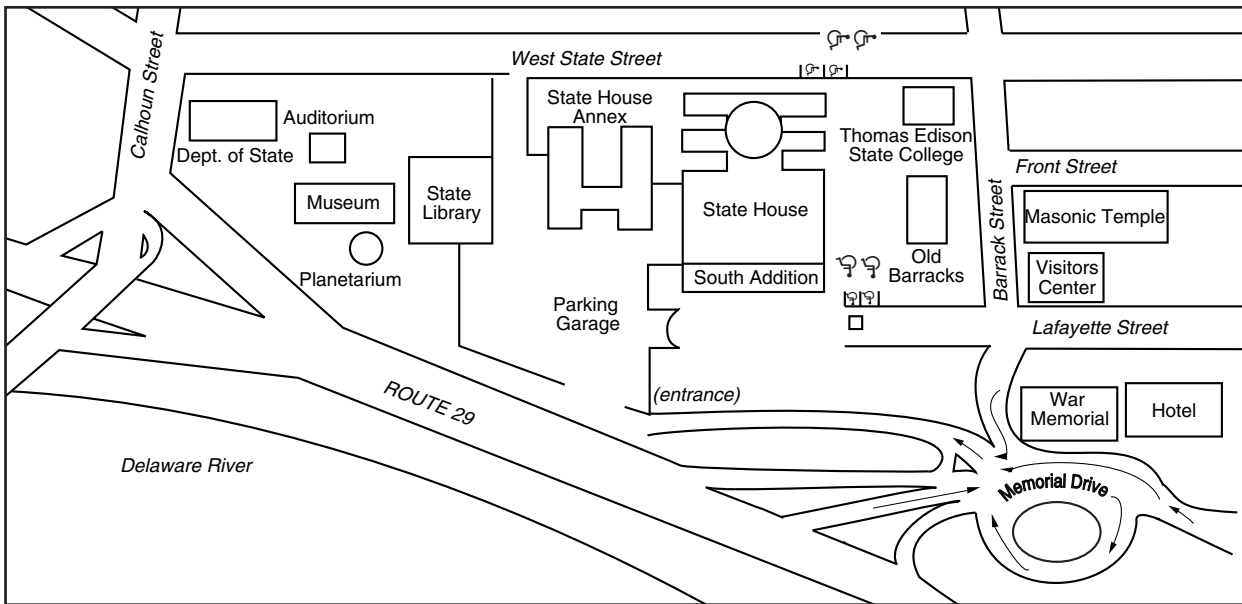 West State Street
Calhoun Street
State House
Annex
Auditorium
Dept. of State
Thomas Edison
State College
Front Street
Museum
State
Library
State House
Barrack Street
Masonic Temple
Planetarium
South Addition
Old
Barracks
Visitors
Center
Parking
Garage
Lafayette Street
ROUTE 29
(entrance)
War
Memorial
Hotel
Delaware River
Memorial Drive